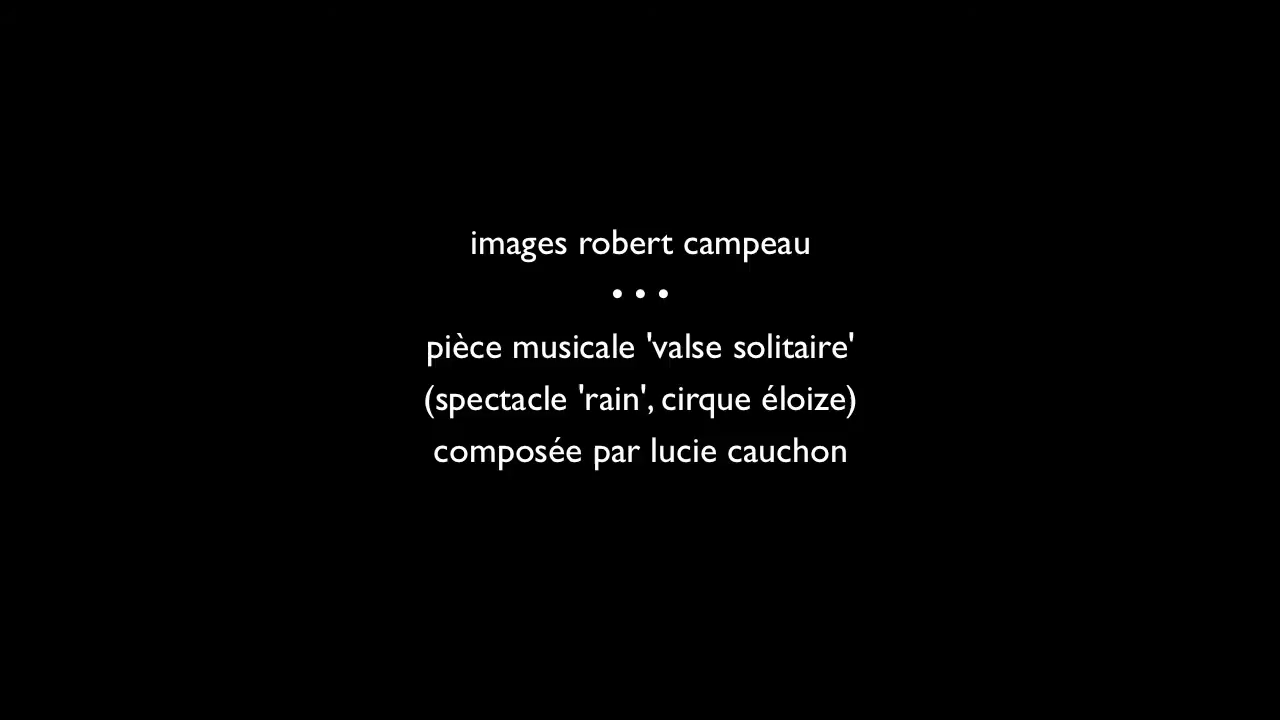 images robert campeau
• • •
pièce musicale 'valse solitaire'
(spectacle 'rain', cirque éloize)
composée par lucie cauchon